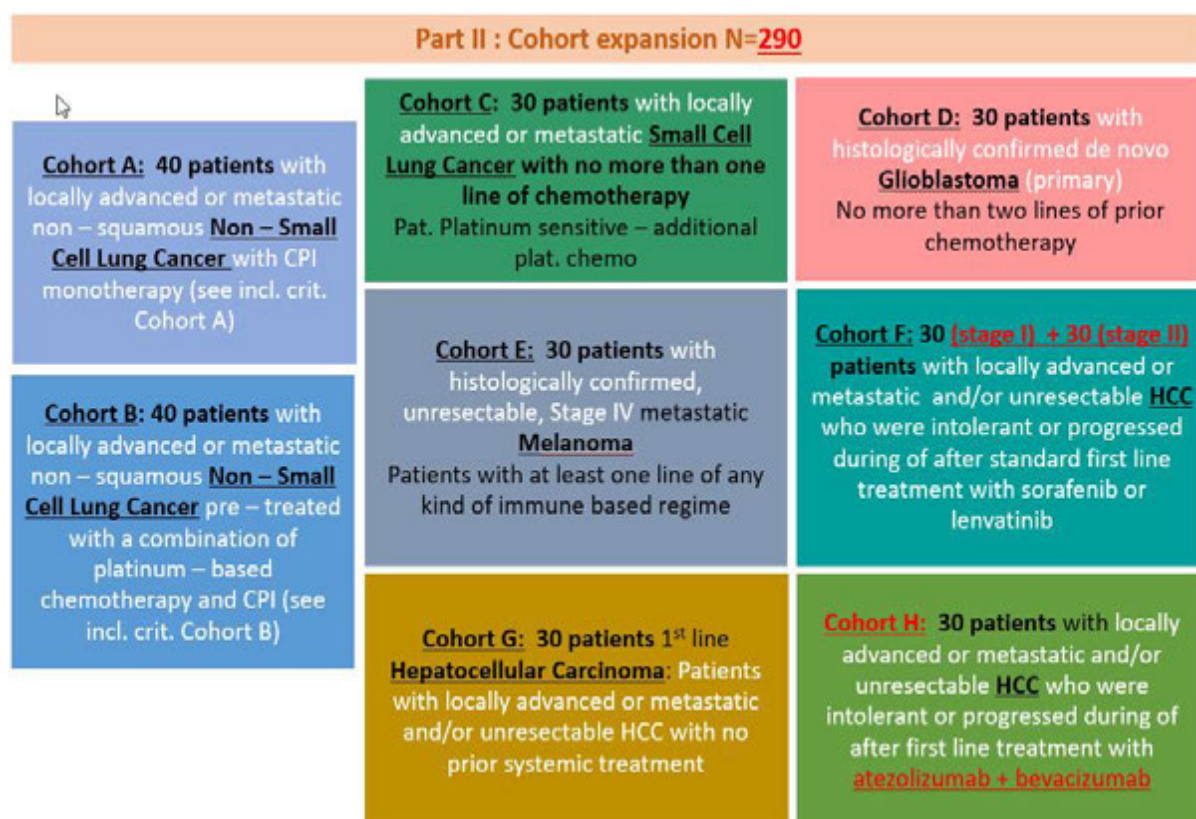 Part II : Cohort expansion N=290
Cohort A: 40 patients with
locally advanced or metastatic
non – squamous Non – Small
Cell Lung Cancer with CPI
monotherapy (see incl. crit.
Cohort A)
Cohort B: 40 patients with
locally advanced or metastatic
non – squamous Non – Small
Cell Lung Cancer pre – treated
with a combination of
platinum – based
chemotherapy and CPI (see
incl. crit. Cohort B)
Cohort C: 30 patients with locally
advanced or metastatic Small Cell
Lung Cancer with no more than one
line of chemotherapy
Pat. Platinum sensitive – additional
plat. chemo
Cohort D: 30 patients with
histologically confirmed de novo
Glioblastoma (primary)
No more than two lines of prior
chemotherapy
Cohort E: 30 patients with
histologically confirmed,
unresectable, Stage IV metastatic
Melanoma
Patients with at least one line of any
kind of immune based regime
Cohort F: 30 (stage I) + 30 (stage II)
patients with locally advanced or
metastatic and/or unresectable HCC
who were intolerant or progressed
during of after standard first line
treatment with sorafenib or
lenvatinib
Cohort G: 30 patients 1st line
Hepatocellular Carcinoma: Patients
with locally advanced or metastatic
and/or unresectable HCC with no
prior systemic treatment
Cohort H: 30 patients with locally
advanced or metastatic and/or
unresectable HCC who were
intolerant or progressed during of
after first line treatment with
atezolizumab + bevacizumab